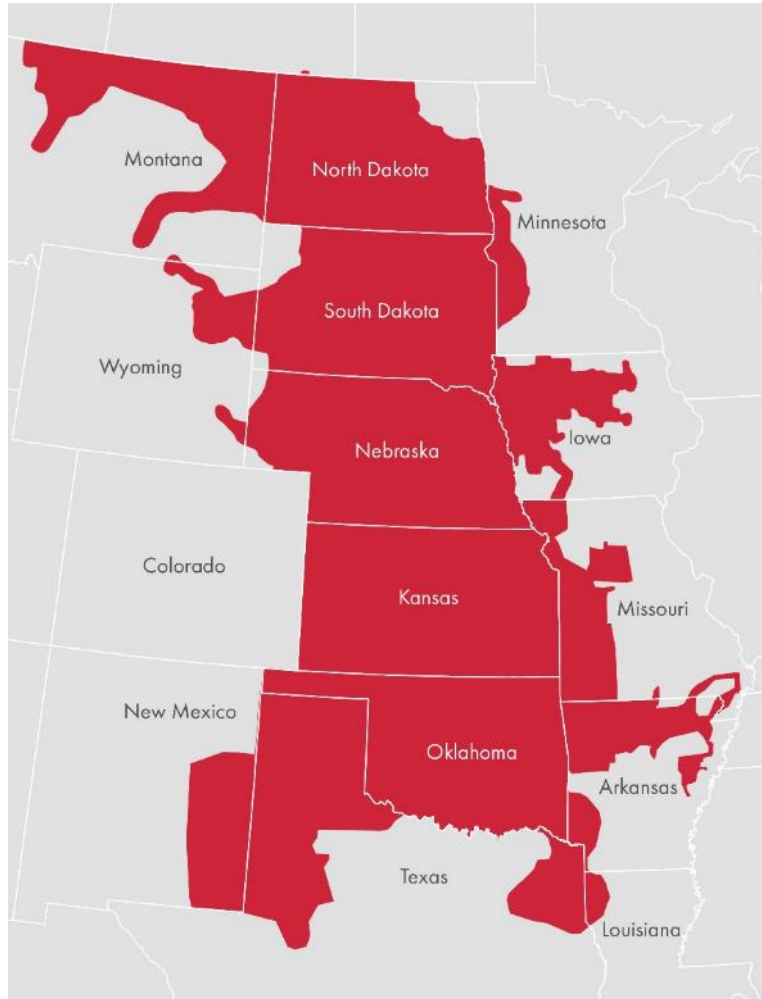 Montana
North Dakota
Minnesota
South Dakota
Wyoming
Iowa
Nebraska
Colorado
Kansas
Missouri
New Mexico
Oklahoma
Arkansas
Texas
Louisiana